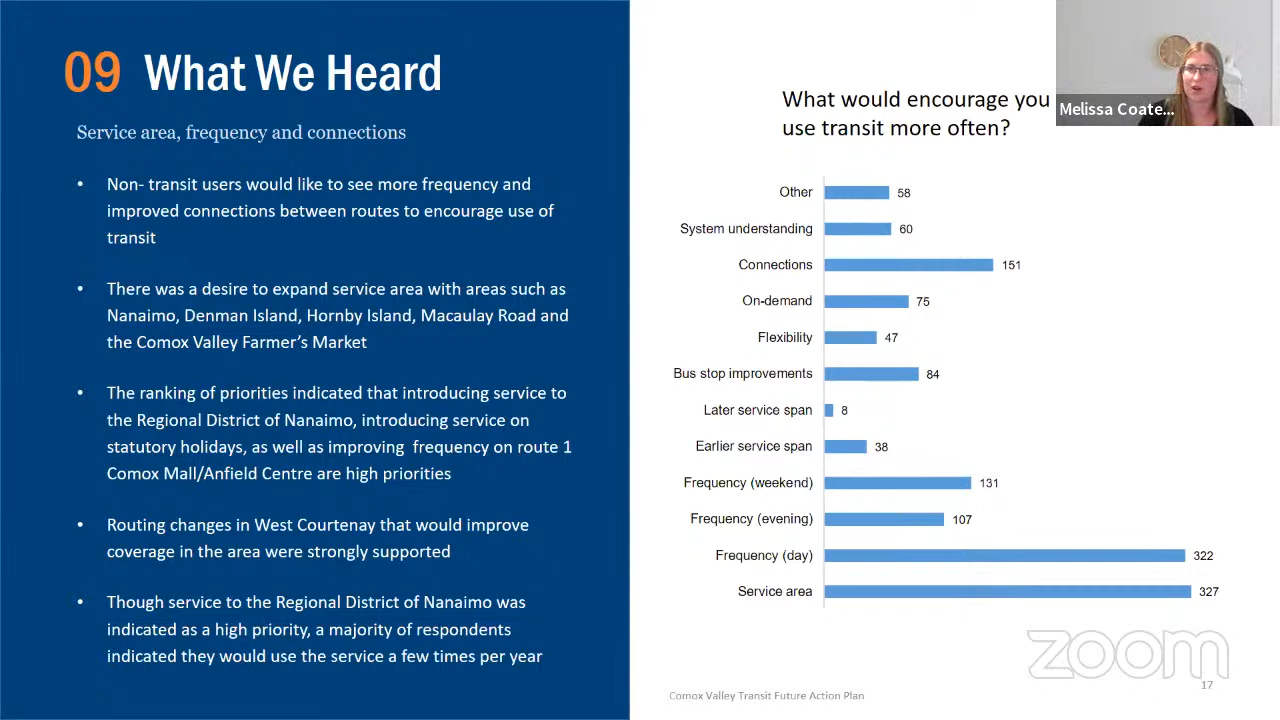 09 What We Heard
Service area, frequency and connections
• Non- transit users would like to see more frequency and
improved connections between routes to encourage use of
transit
• There was a desire to expand service area with areas such as
Nanaimo, Denman Island, Hornby Island, Macaulay Road and
the Comox Valley Farmer's Market
• The ranking of priorities indicated that introducing service to
the Regional District of Nanaimo, introducing service on
statutory holidays, as well as improving frequency on route 1
Comox Mall/Anfield Centre are high priorities
• Routing changes in West Courtenay that would improve
coverage in the area were strongly supported
• Though service to the Regional District of Nanaimo was
indicated as a high priority, a majority of respondents
indicated they would use the service a few times per year
What would encourage you
use transit more often?
Melissa Coate...
Other 58
System understanding 60
Connections 151
On-demand 75
Flexibility 47
Bus stop improvements 84
Later service span 8
Earlier service span 38
Frequency (weekend) 131
Frequency (evening) 107
Frequency (day) 322
Service area 327
zoom
17
Comox Valley Transit Future Action Plan